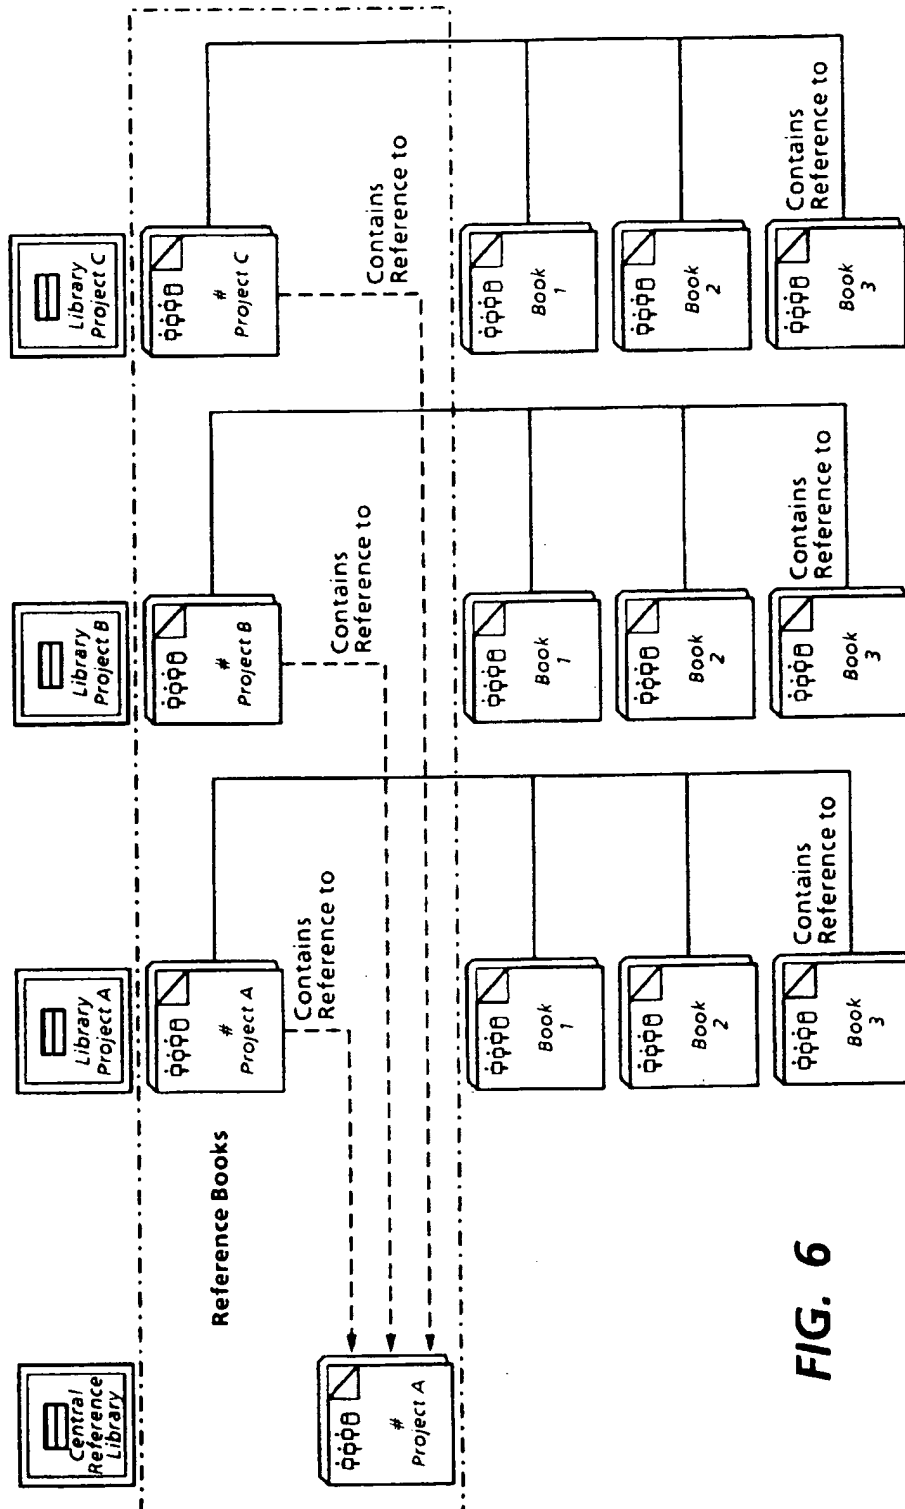 Central
Reference
Library
Library
Project A
Library
Project B
Library
Project C
Reference Books
#
Project A
#
Project B
#
Project C
Contains
Reference to
Contains
Reference to
Contains
Reference to
#
Project A
Book
1
Book
1
Book
1
Book
2
Book
2
Book
2
Contains
Reference to
Contains
Reference to
Contains
Reference to
Book
3
Book
3
Book
3
FIG. 6